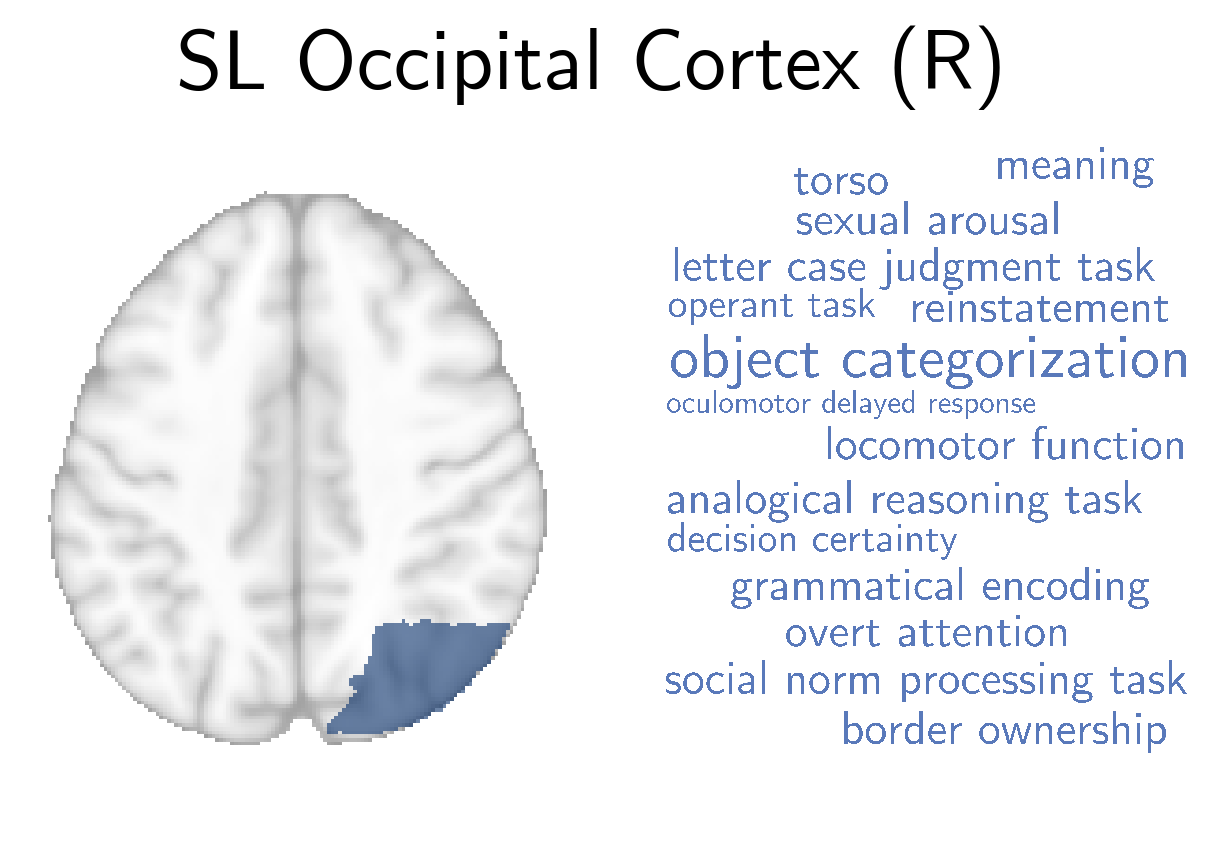 SL Occipital Cortex (R)
torso meaning
sexual arousal
letter case judgment task
operant task reinstatement
object categorization
oculomotor delayed response
locomotor function
analogical reasoning task
decision certainty
grammatical encoding
overt attention
social norm processing task
border ownership